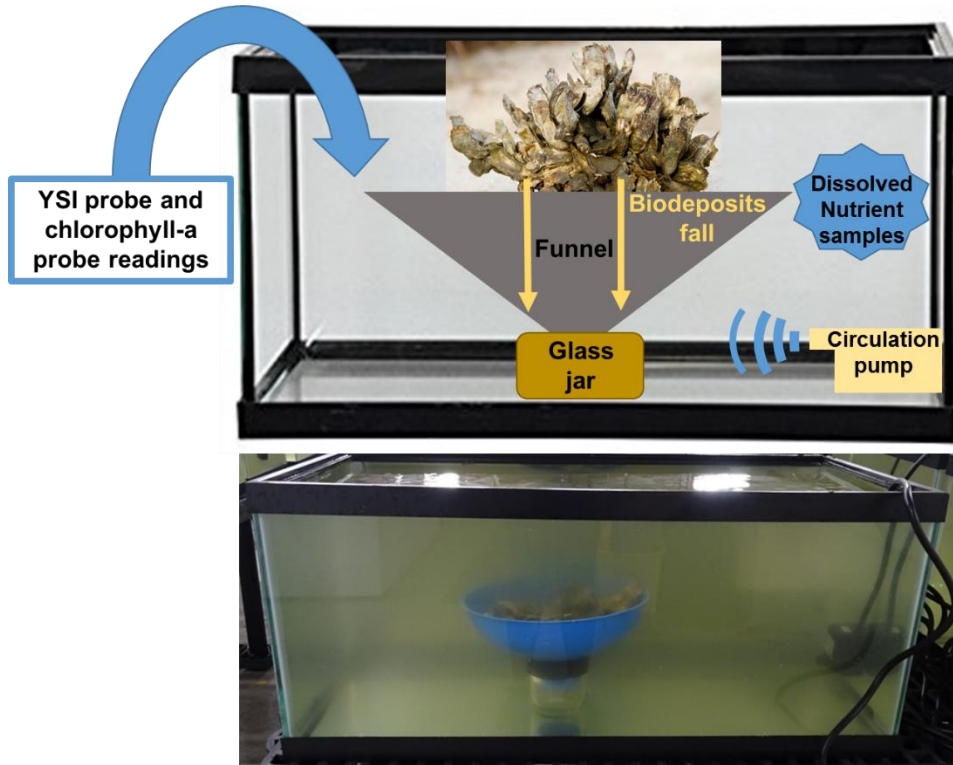 YSI probe and
chlorophyll-a
probe readings
Biodeposits
fall
Funnel
Dissolved
Nutrient
samples
Glass
jar
Circulation
pump